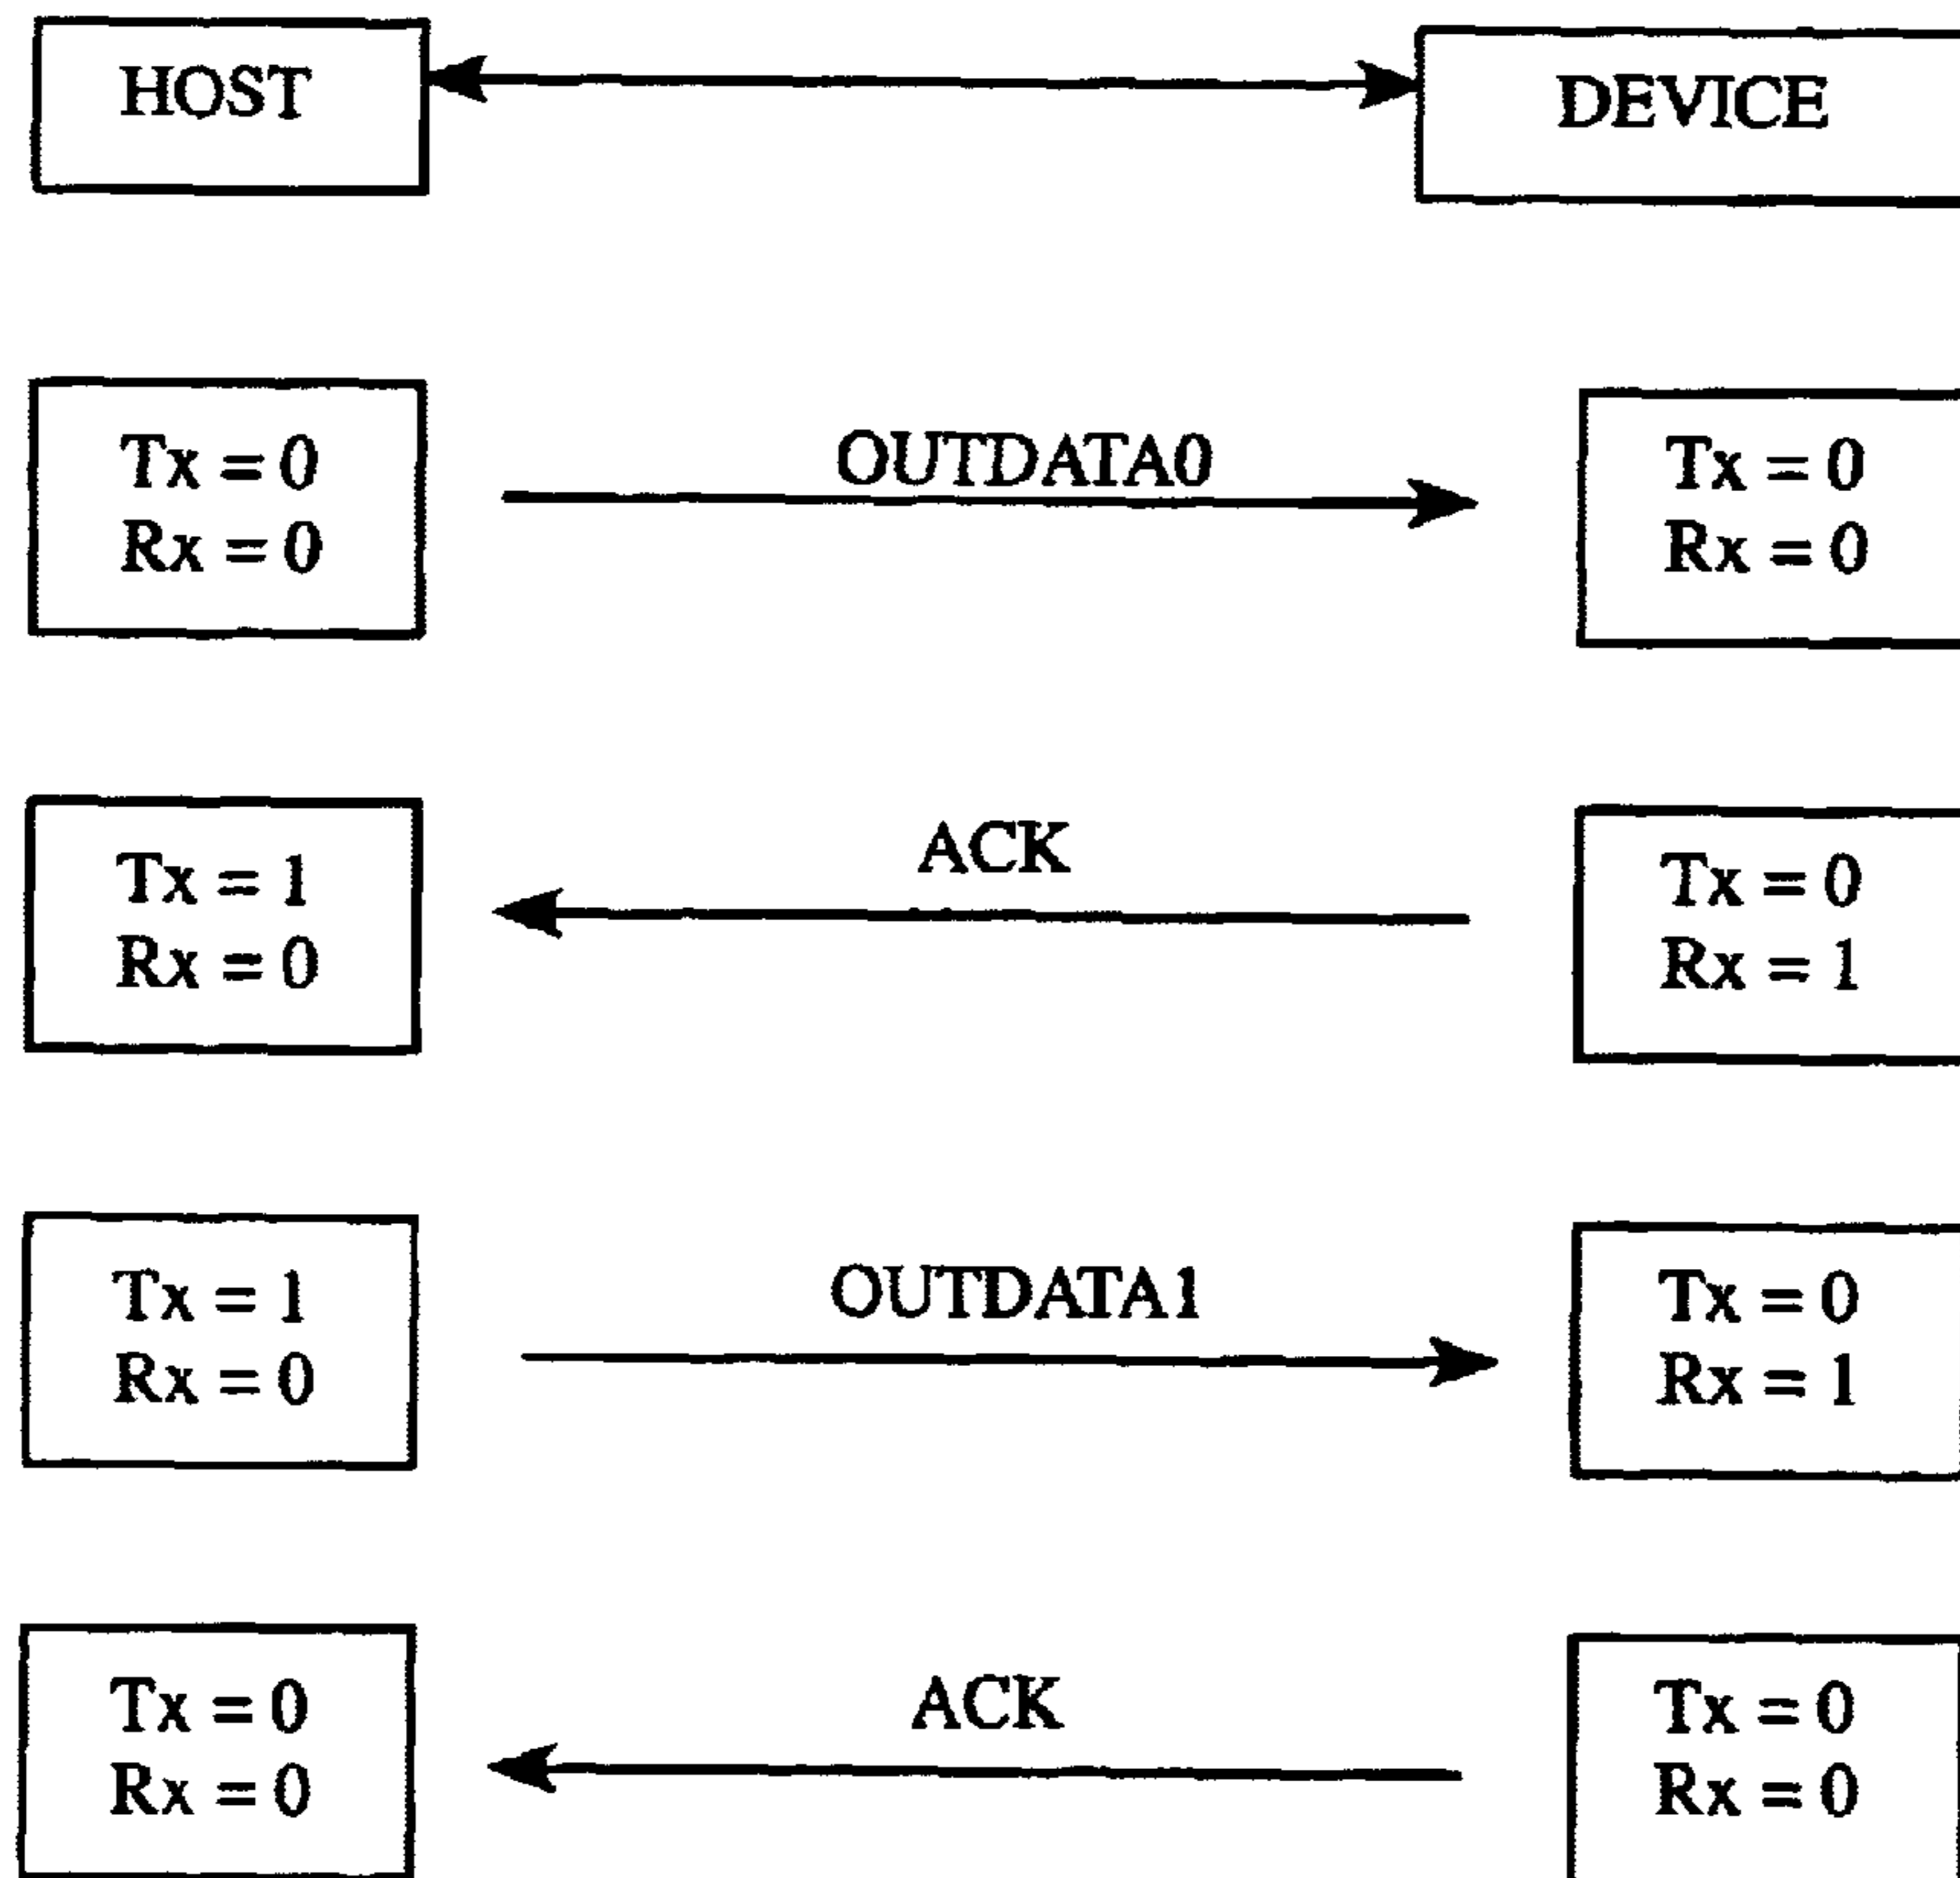 HOST
DEVICE
Tx = 0
Rx = 0
OUTDATA0
Tx = 0
Rx = 0
Tx = 1
Rx = 0
ACK
Tx = 0
Rx = 1
Tx = 1
Rx = 0
OUTDATA1
Tx = 0
Rx = 1
Tx = 0
Rx = 0
ACK
Tx = 0
Rx = 0